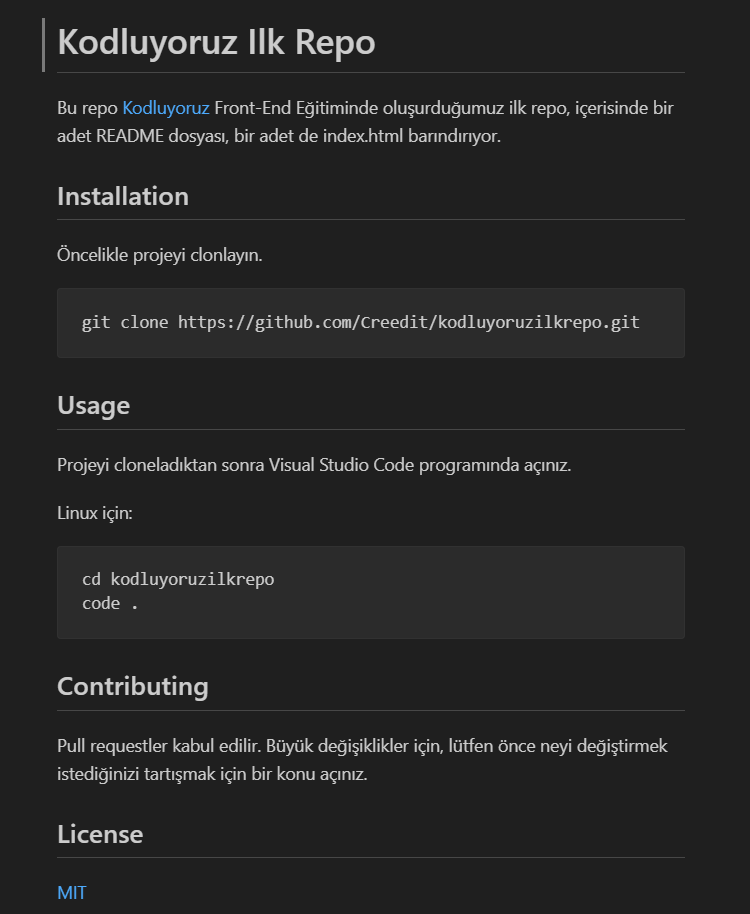 Kodluyoruz Ilk Repo
Bu repo Kodluyoruz Front-End Eğitiminde oluşurduğumuz ilk repo, içerisinde bir
adet README dosyası, bir adet de index.html barındırıyor.
Installation
Öncelikle projeyi clonlayın.
git clone https://github.com/Creedit/kodluyoruzilkrepo.git
Usage
Projeyi cloneladıktan sonra Visual Studio Code programında açınız.
Linux için:
cd kodluyoruzilkrepo
code .
Contributing
Pull requestler kabul edilir. Büyük değişiklikler için, lütfen önce neyi değiştirmek
istediğinizi tartışmak için bir konu açınız.
License
MIT